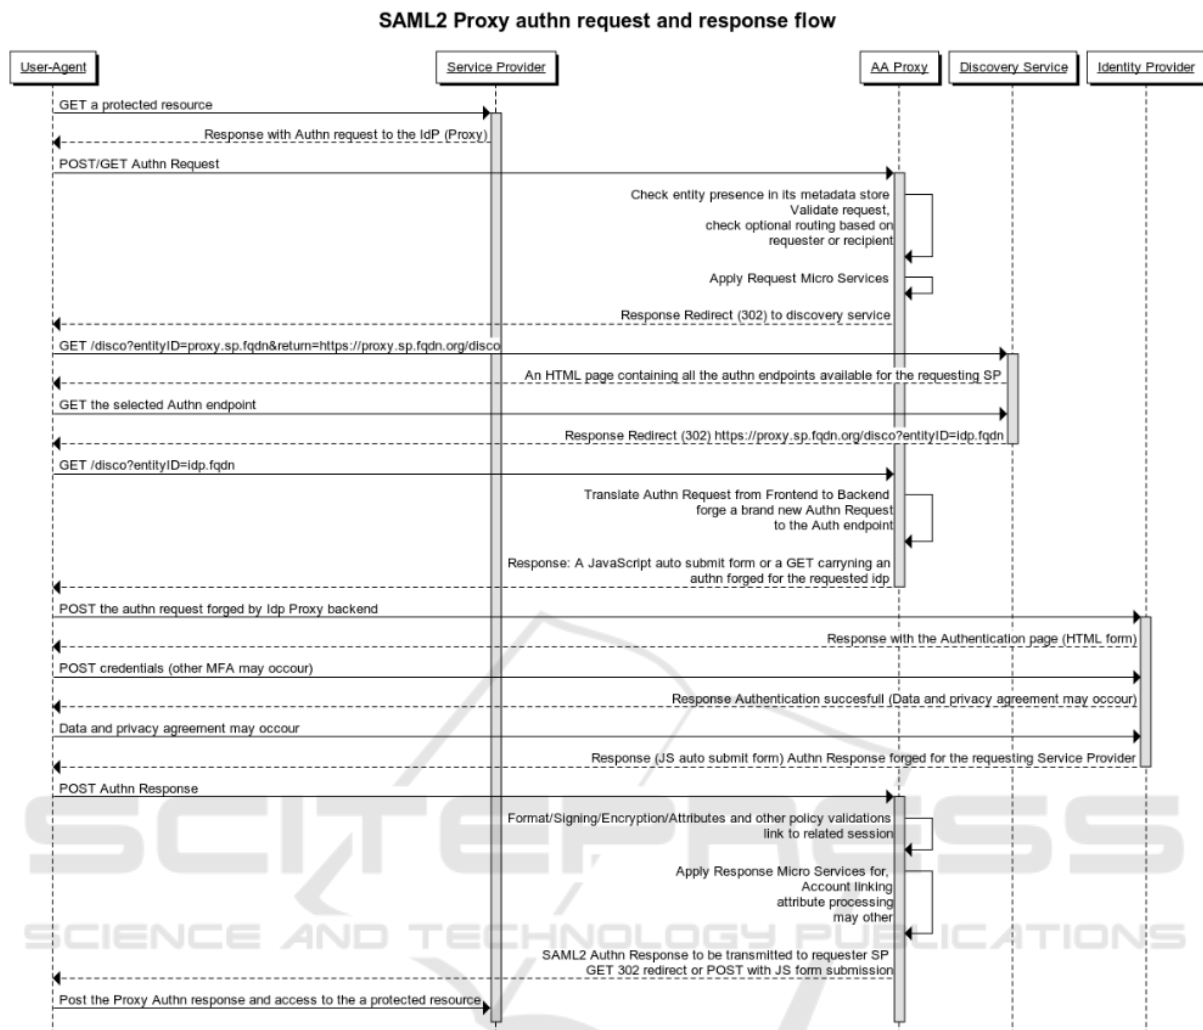 SAML2 Proxy authn request and response flow
User-Agent
Service Provider
AA Proxy
Discovery Service
Identity Provider
GET a protected resource
Response with Authn request to the IdP (Proxy)
POST/GET Authn Request
Check entity presence in its metadata store
Validate request,
check optional routing based on
requester or recipient
Apply Request Micro Services
Response Redirect (302) to discovery service
GET /disco?entityID=proxy.sp.fqdn&return=https://proxy.sp.fqdn.org/disco
An HTML page containing all the authn endpoints available for the requesting SP
GET the selected Authn endpoint
Response Redirect (302) https://proxy.sp.fqdn.org/disco?entityID=idp.fqdn
GET /disco?entityID=idp.fqdn
Translate Authn Request from Frontend to Backend
forge a brand new Authn Request
to the Auth endpoint
Response: A JavaScript auto submit form or a GET carryning an
authn forged for the requested idp
POST the authn request forged by Idp Proxy backend
Response with the Authentication page (HTML form)
POST credentials (other MFA may occour)
Response Authentication succesfull (Data and privacy agreement may occour)
Data and privacy agreement may occour
Response (JS auto submit form) Authn Response forged for the requesting Service Provider
POST Authn Response
Format/Signing/Encryption/Attributes and other policy validations
link to related session
Apply Response Micro Services for,
Account linking
attribute processing
may other
SAML2 Authn Response to be transmitted to requester SP
GET 302 redirect or POST with JS form submission
Post the Proxy Authn response and access to the a protected resource
SCITEPRESS
SCIENCE AND TECHNOLOGY PUBLICATIONS